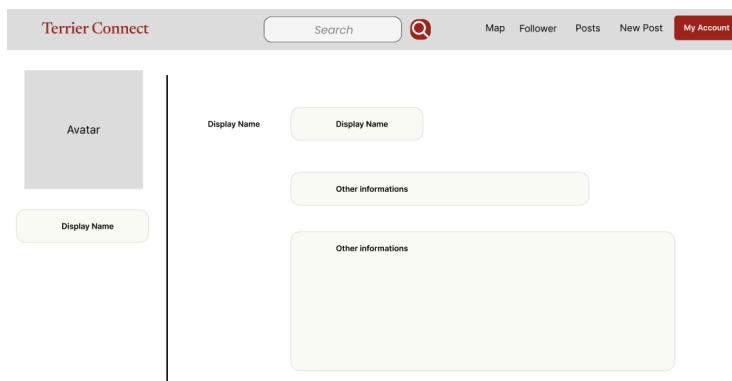 Terrier Connect
Search
Map Follower Posts New Post My Account
Avatar
Display Name
Display Name Display Name
Other informations
Other informations